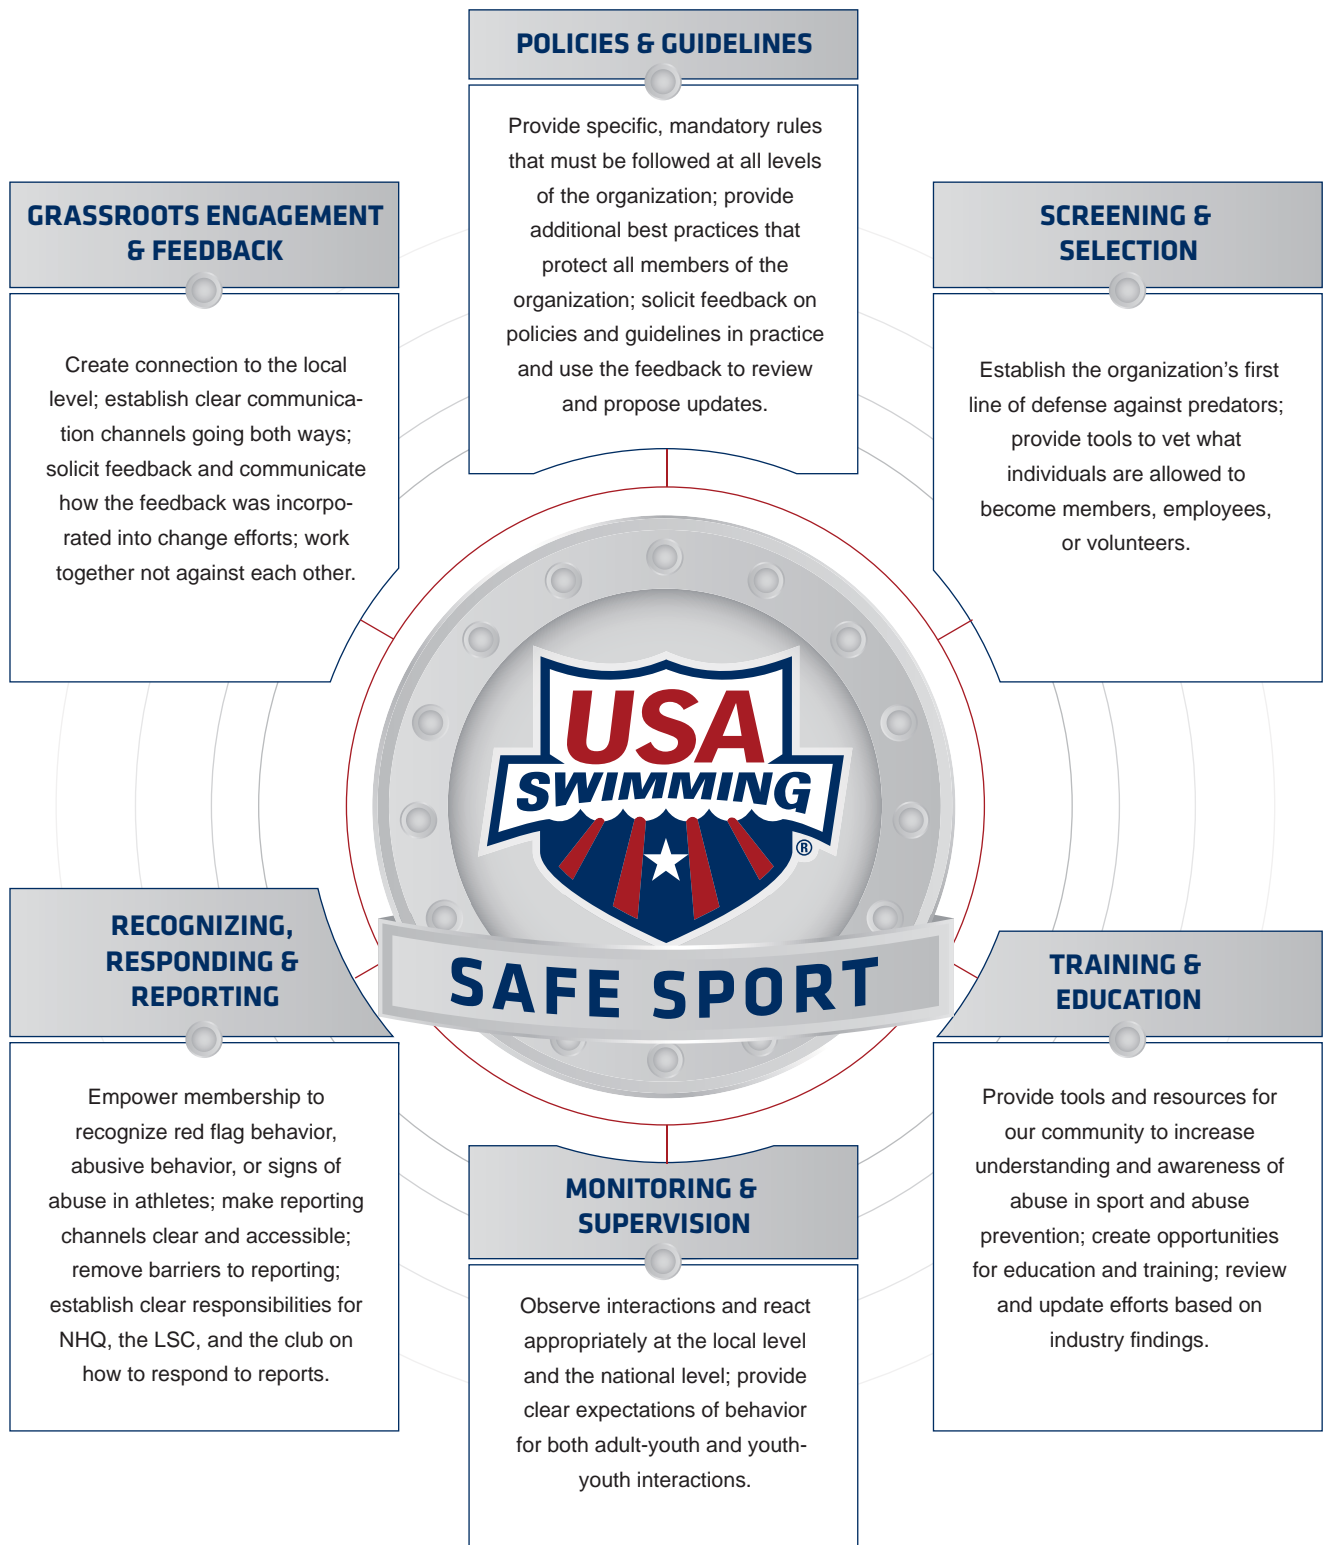 POLICIES & GUIDELINES
Provide specific, mandatory rules
that must be followed at all levels
of the organization; provide
additional best practices that
protect all members of the
organization; solicit feedback on
policies and guidelines in practice
and use the feedback to review
and propose updates.
GRASSROOTS ENGAGEMENT
& FEEDBACK
Create connection to the local
level; establish clear communica-
tion channels going both ways;
solicit feedback and communicate
how the feedback was incorpo-
rated into change efforts; work
together not against each other.
SCREENING &
SELECTION
Establish the organization’s first
line of defense against predators;
provide tools to vet what
individuals are allowed to
become members, employees,
or volunteers.
USA
SWIMMING
®
SAFE SPORT
RECOGNIZING,
RESPONDING &
REPORTING
Empower membership to
recognize red flag behavior,
abusive behavior, or signs of
abuse in athletes; make reporting
channels clear and accessible;
remove barriers to reporting;
establish clear responsibilities for
NHQ, the LSC, and the club on
how to respond to reports.
TRAINING &
EDUCATION
Provide tools and resources for
our community to increase
understanding and awareness of
abuse in sport and abuse
prevention; create opportunities
for education and training; review
and update efforts based on
industry findings.
MONITORING &
SUPERVISION
Observe interactions and react
appropriately at the local level
and the national level; provide
clear expectations of behavior
for both adult-youth and youth-
youth interactions.